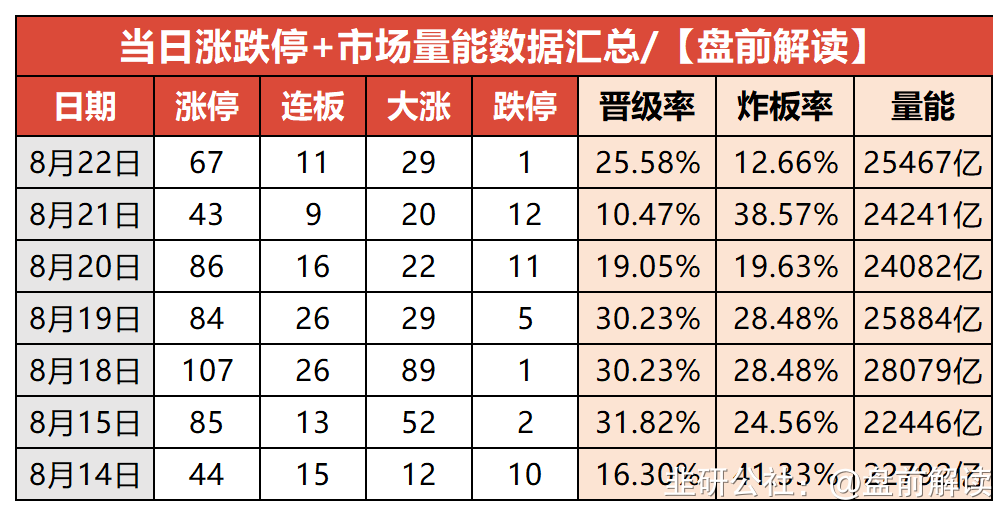 当日涨跌停+市场量能数据汇总/【盘前解读】
日期 涨停 连板 大涨 跌停 晋级率 炸板率 量能
8月22日 67 11 29 1 25.58% 12.66% 25467亿
8月21日 43 9 20 12 10.47% 38.57% 24241亿
8月20日 86 16 22 11 19.05% 19.63% 24082亿
8月19日 84 26 29 5 30.23% 28.48% 25884亿
8月18日 107 26 89 1 30.23% 28.48% 28079亿
8月15日 85 13 52 2 31.82% 24.56% 22446亿
8月14日 44 15 12 10 16.30% 41.33% 22792亿
韭研公社、@盘前解读